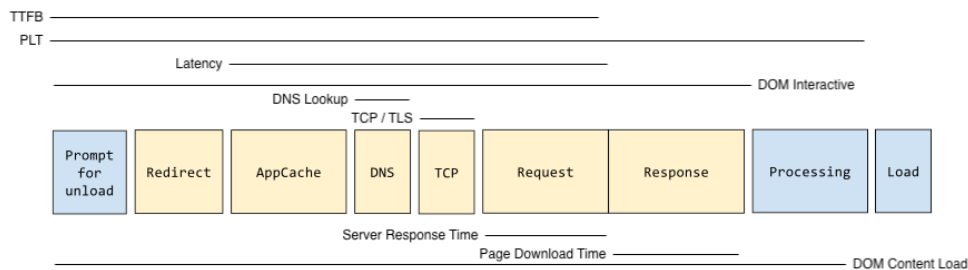 TTFB
PLT
Latency
DOM Interactive
DNS Lookup
TCP / TLS
Prompt
for
unload
Redirect
AppCache
DNS
TCP
Request
Response
Processing
Load
Server Response Time
Page Download Time
DOM Content Load